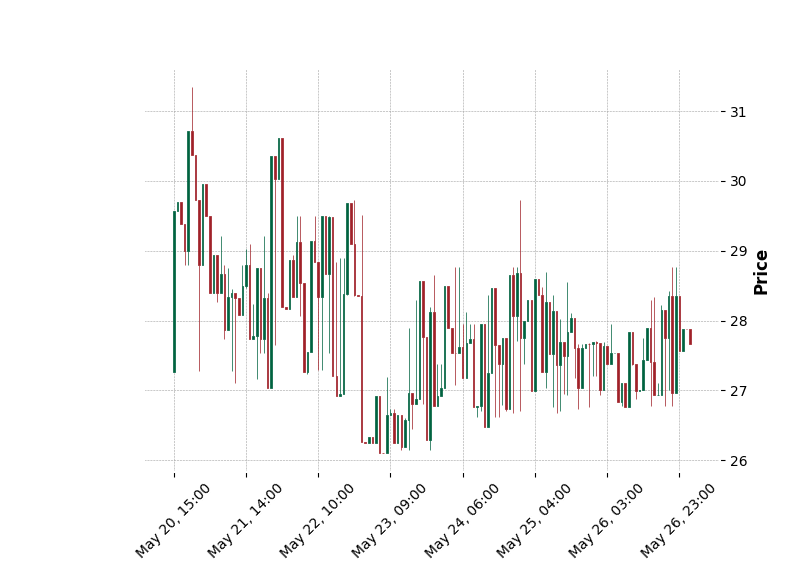 31
30
29
28
27
26
Price
May 20, 15:00
May 21, 14:00
May 22, 10:00
May 23, 09:00
May 24, 06:00
May 25, 04:00
May 26, 03:00
May 26, 23:00